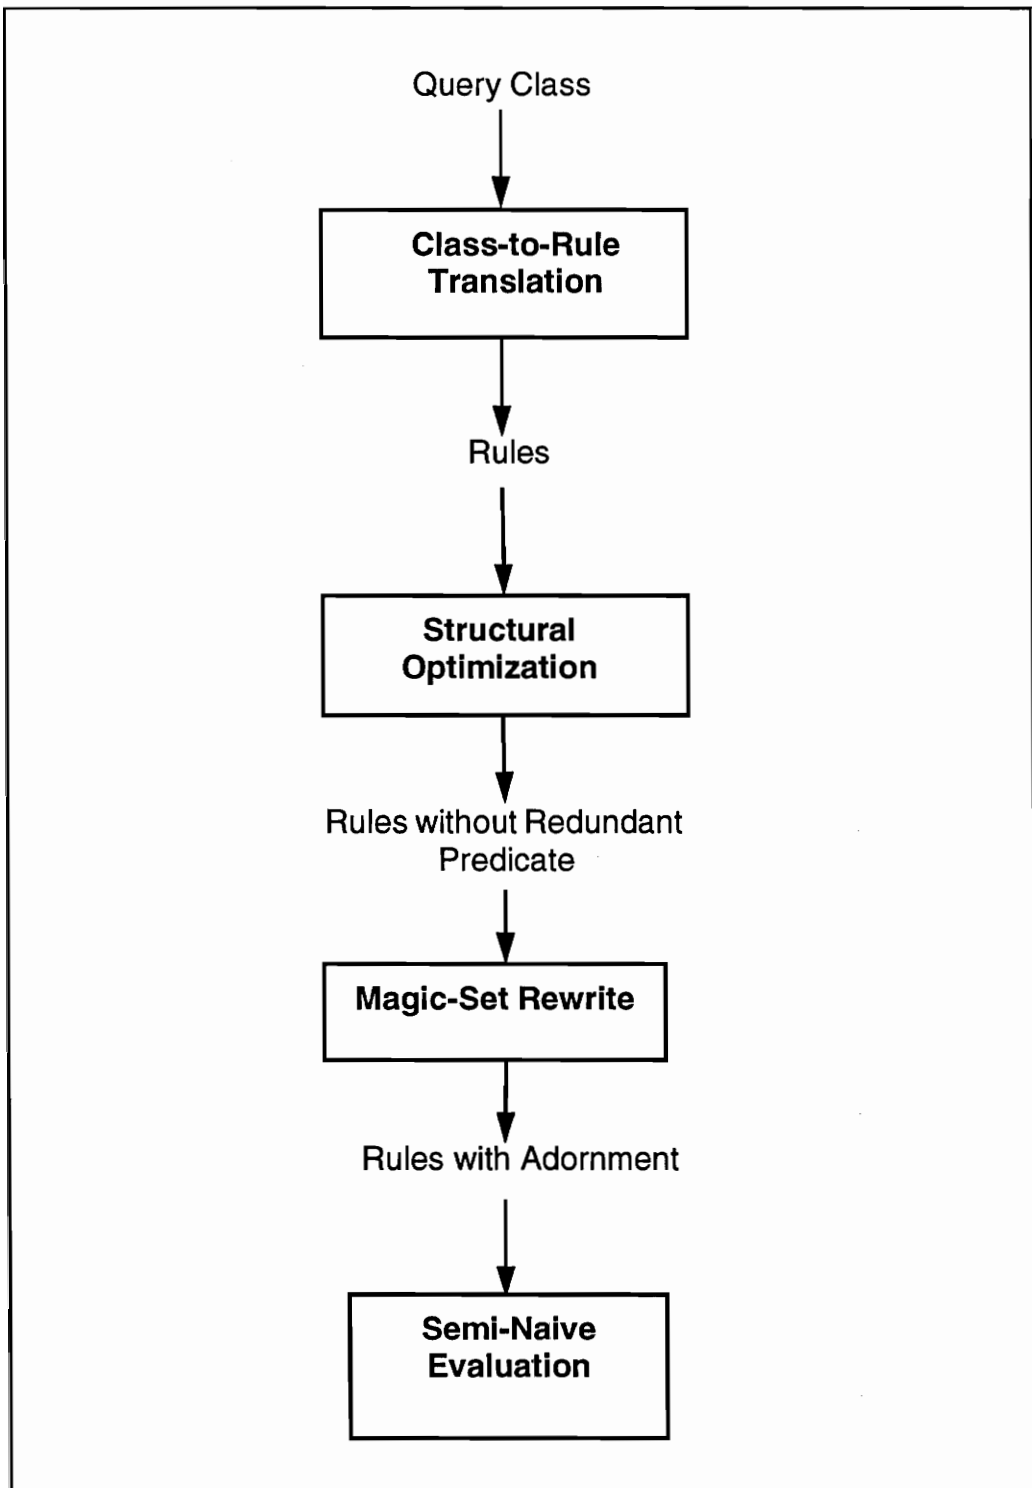 Query Class
Class-to-Rule
Translation
Rules
Structural
Optimization
Rules without Redundant
Predicate
Magic-Set Rewrite
Rules with Adornment
Semi-Naive
Evaluation